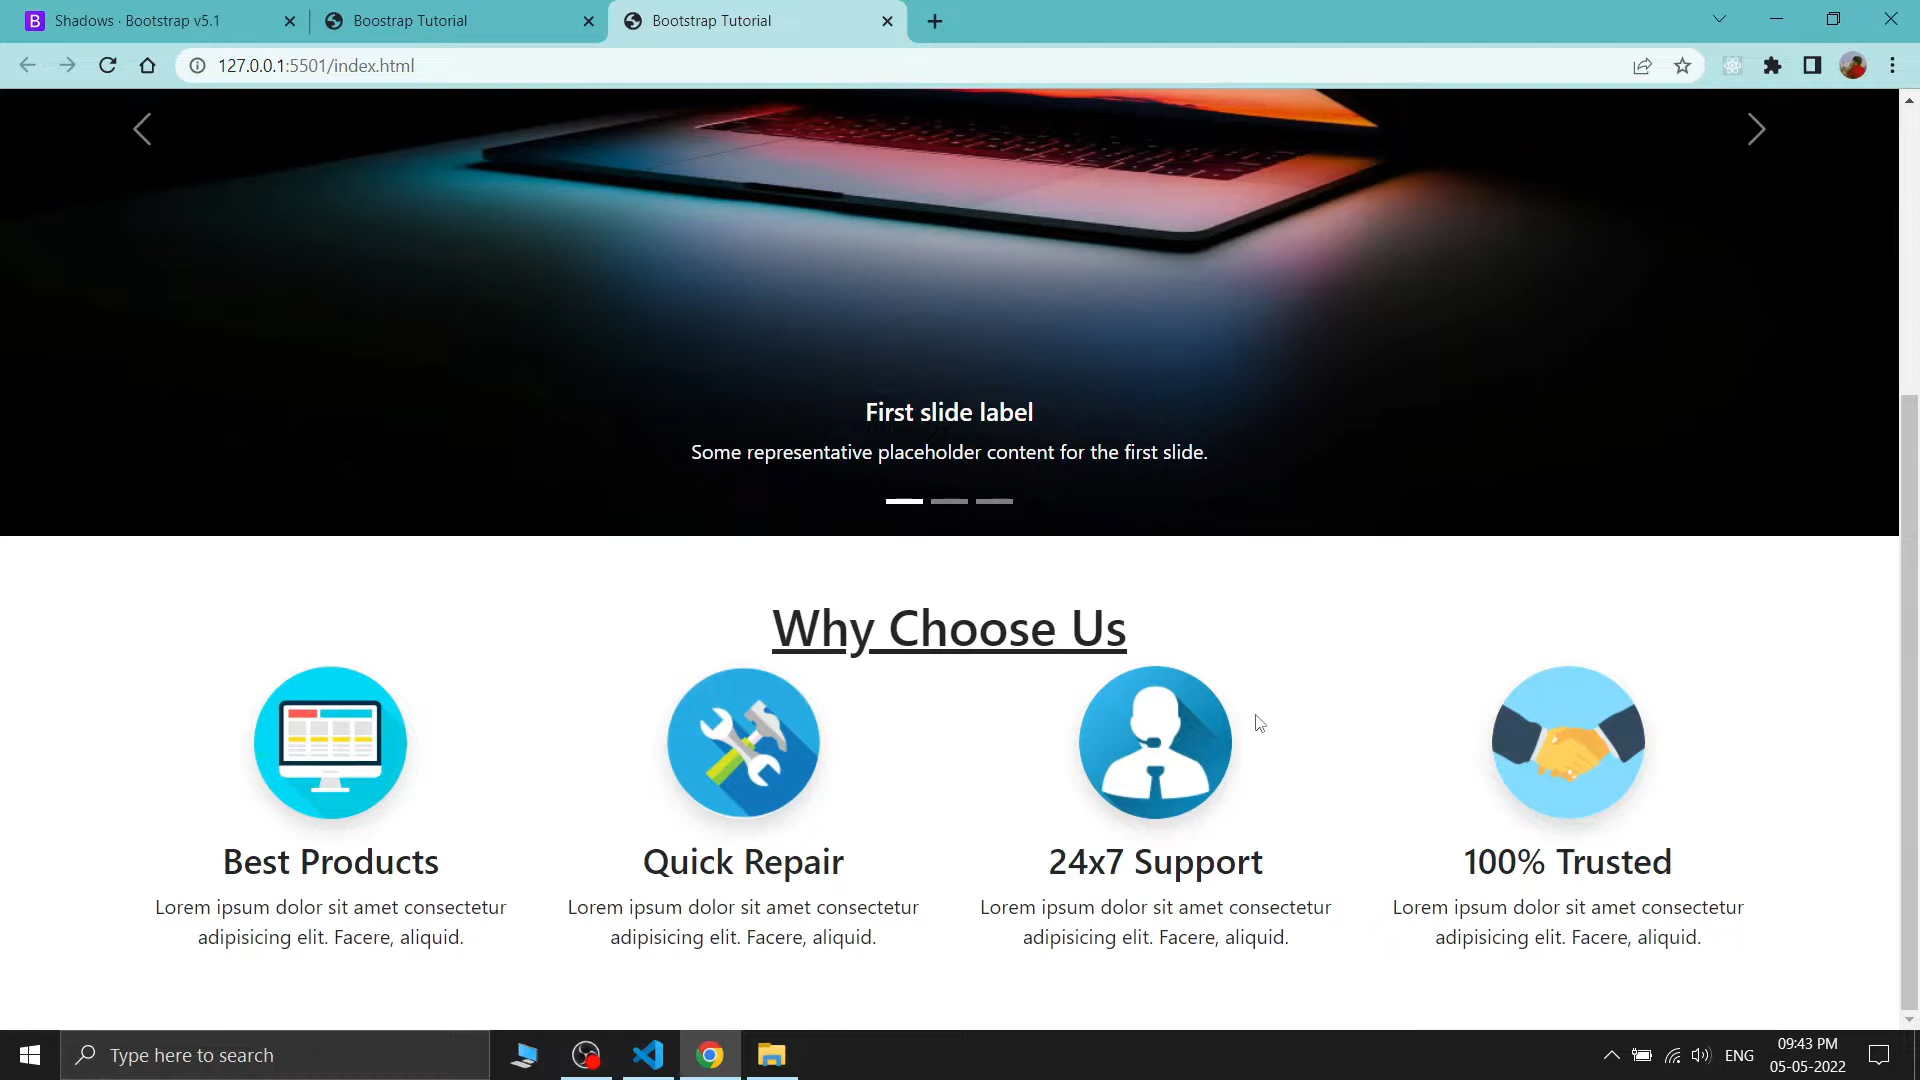 Shadows · Bootstrap v5.1
Boostrap Tutorial
Bootstrap Tutorial
127.0.0.1:5501/index.html
First slide label
Some representative placeholder content for the first slide.
Why Choose Us
Best Products
Lorem ipsum dolor sit amet consectetur
adipisicing elit. Facere, aliquid.
Quick Repair
Lorem ipsum dolor sit amet consectetur
adipisicing elit. Facere, aliquid.
24x7 Support
Lorem ipsum dolor sit amet consectetur
adipisicing elit. Facere, aliquid.
100% Trusted
Lorem ipsum dolor sit amet consectetur
adipisicing elit. Facere, aliquid.
Type here to search
ENG
09:43 PM
05-05-2022